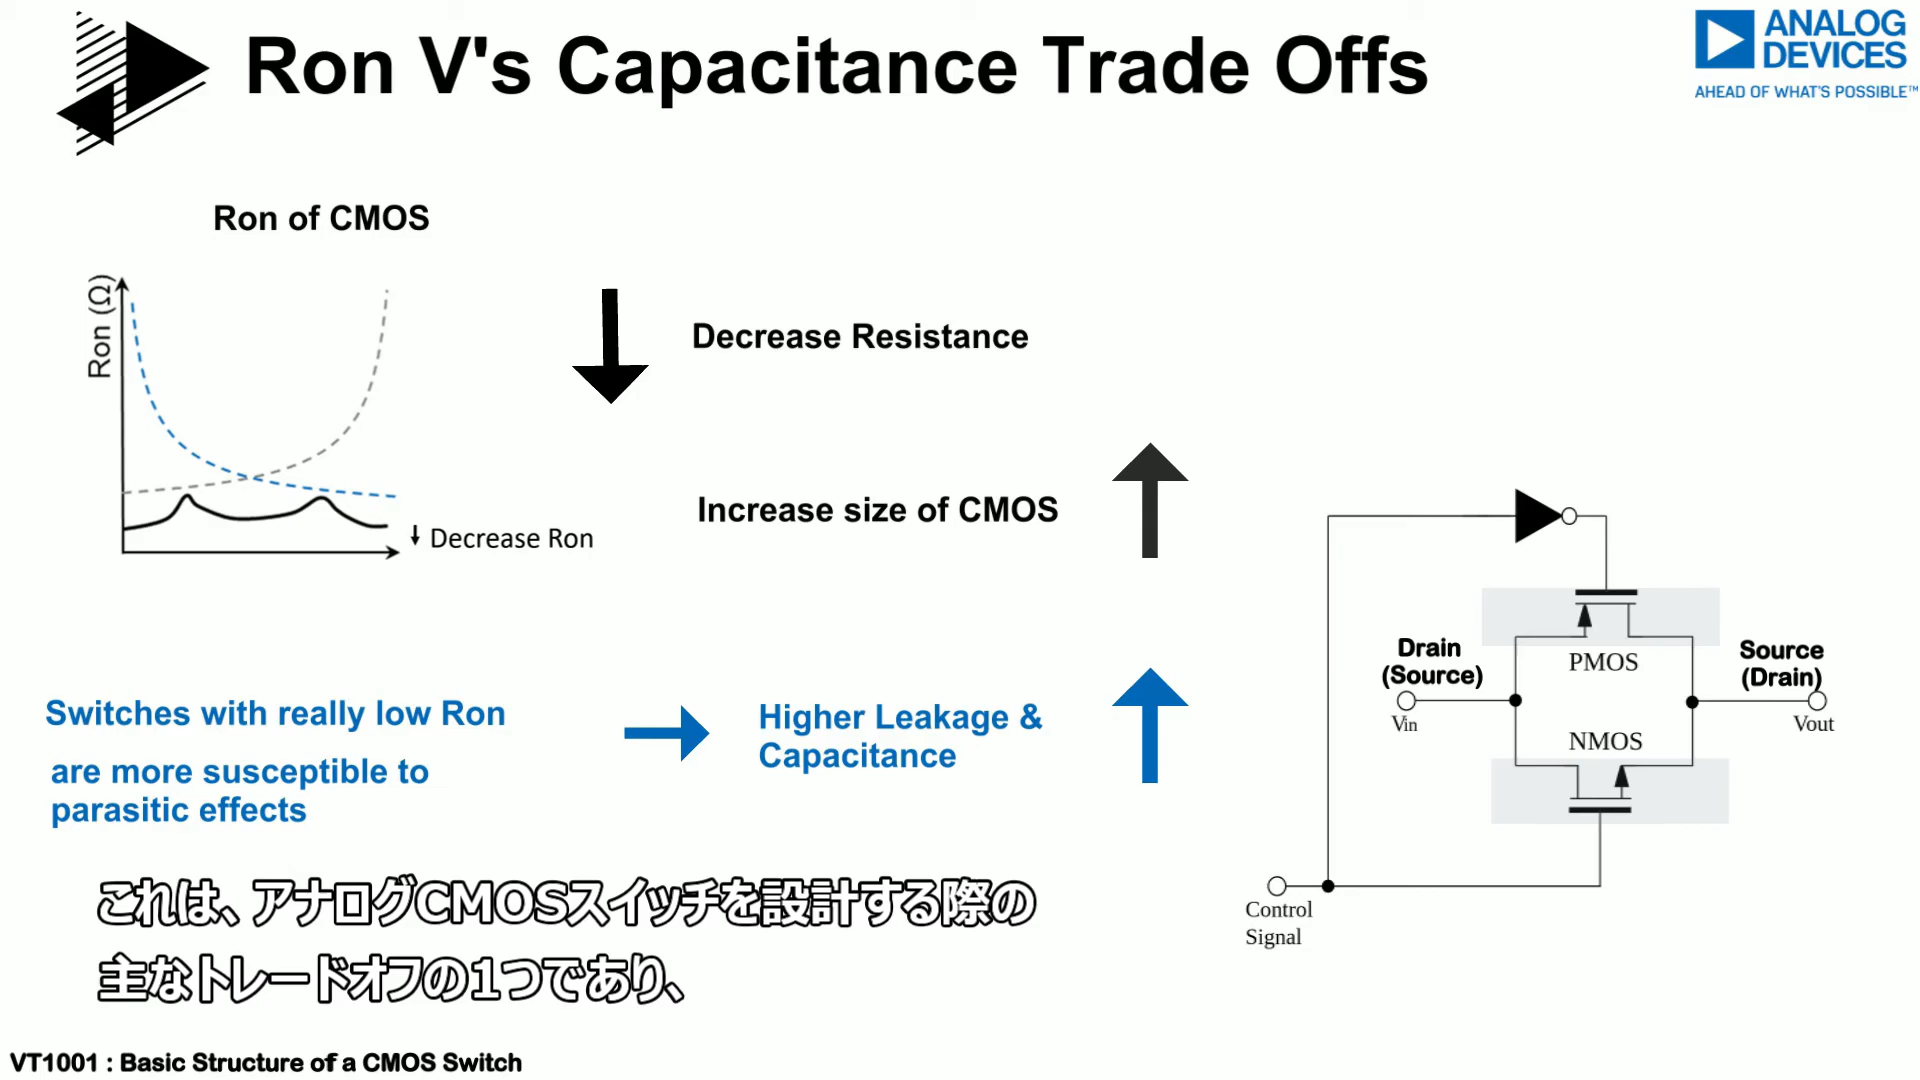 Ron V's Capacitance Trade Offs
ANALOG
DEVICES
AHEAD OF WHAT'S POSSIBLE™
Ron of CMOS
Ron (Ω)
Decrease Ron
Decrease Resistance
Increase size of CMOS
Switches with really low Ron
are more susceptible to
parasitic effects
Higher Leakage &
Capacitance
PMOS
Drain
(Source)
Vin
Source
(Drain)
Vout
NMOS
Control
Signal
これは、アナログCMOSスイッチを設計する際の
主なトレードオフの1つであり、
VT1001 : Basic Structure of a CMOS Switch